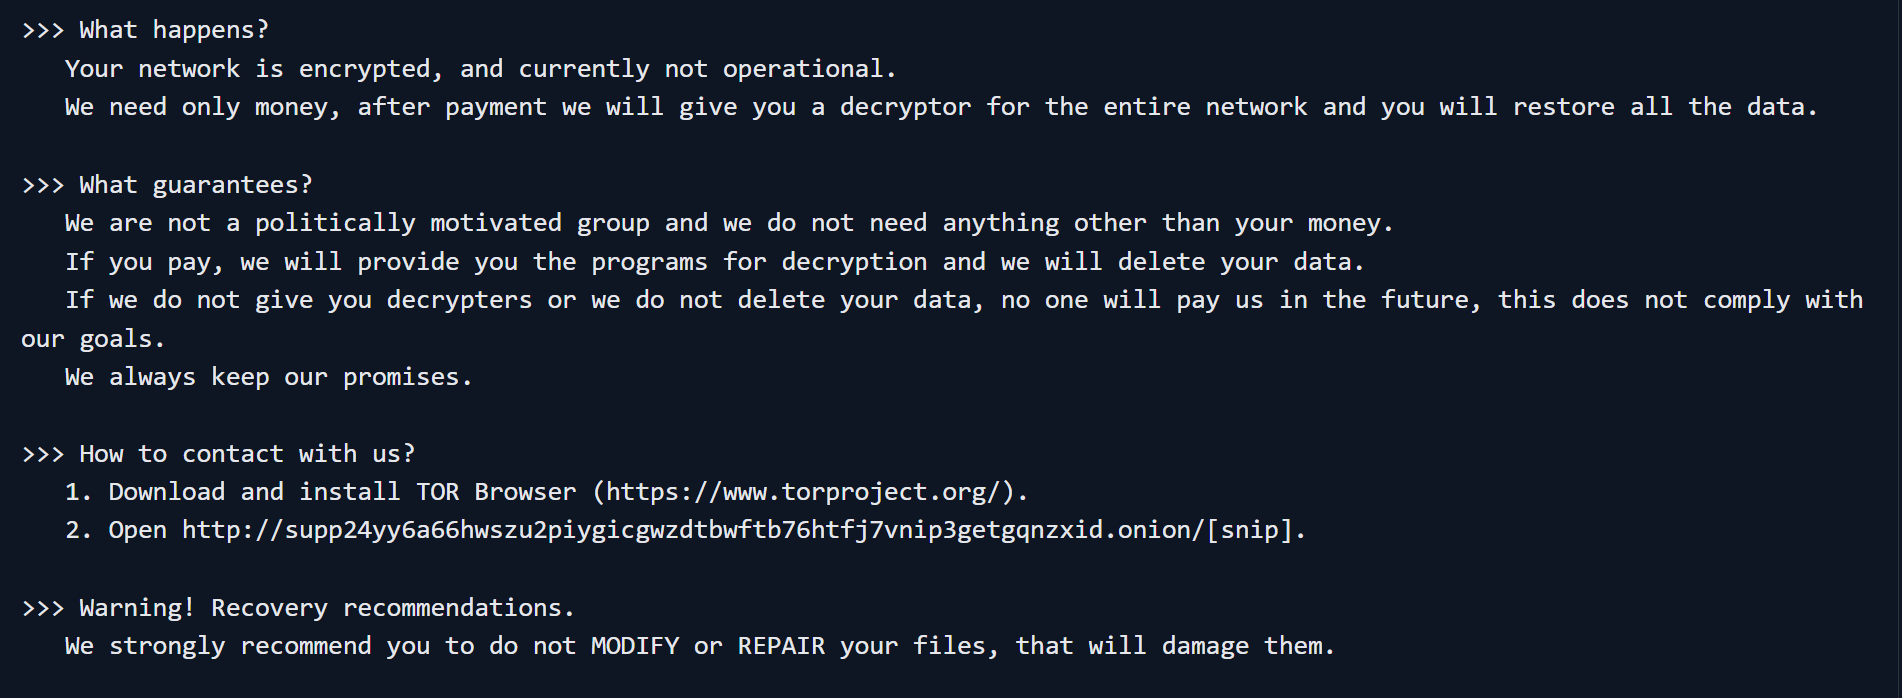 >>> What happens?
Your network is encrypted, and currently not operational.
We need only money, after payment we will give you a decryptor for the entire network and you will restore all the data.
>>> What guarantees?
We are not a politically motivated group and we do not need anything other than your money.
If you pay, we will provide you the programs for decryption and we will delete your data.
If we do not give you decrypters or we do not delete your data, no one will pay us in the future, this does not comply with
our goals.
We always keep our promises.
>>> How to contact with us?
1. Download and install TOR Browser (https://www.torproject.org/).
2. Open http://supp24yy6a66hwszu2piygicgwzdtbwftb76htfj7vnip3getgqnzxid.onion/[snip].
>>> Warning! Recovery recommendations.
We strongly recommend you to do not MODIFY or REPAIR your files, that will damage them.